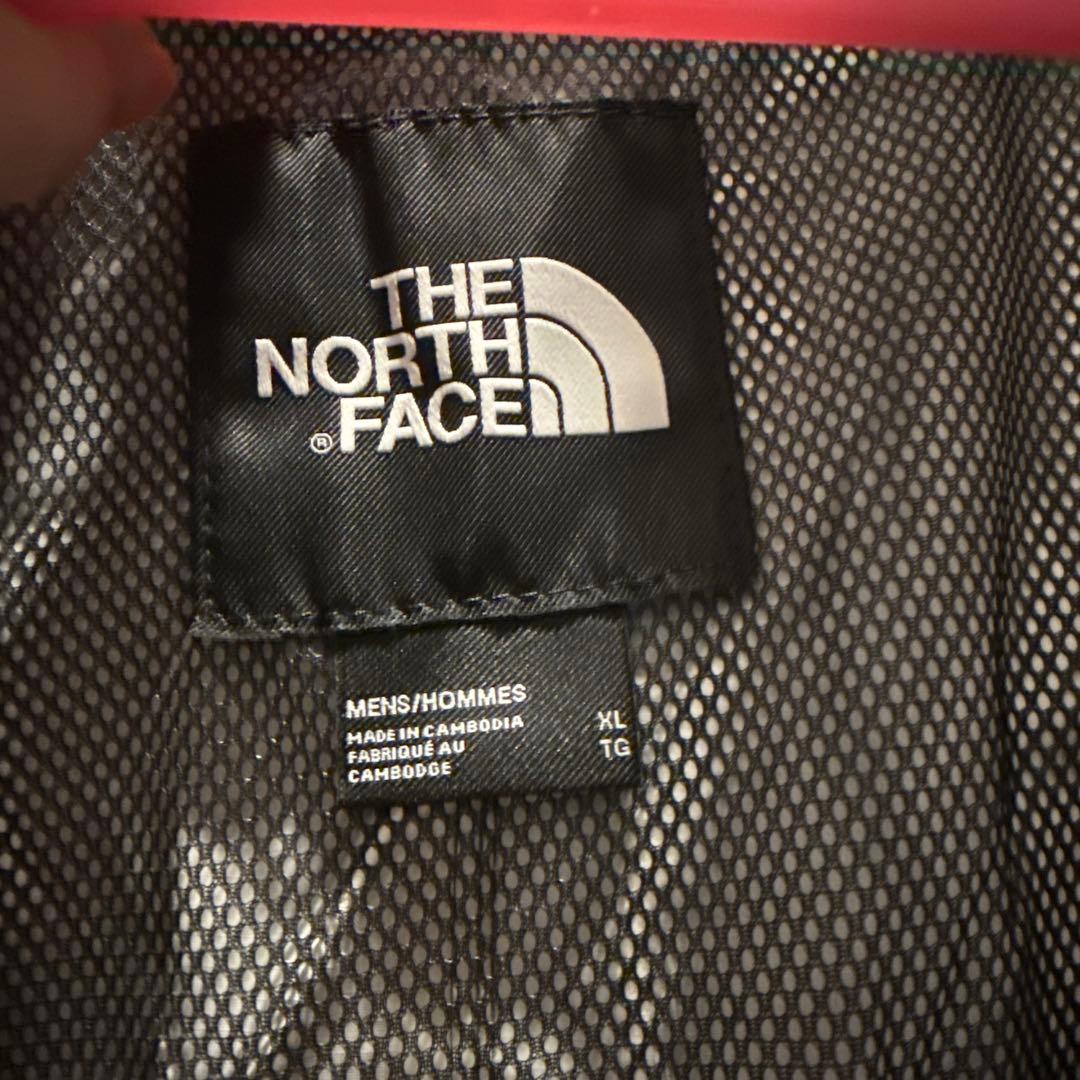 THE
NORTH
® FACE
MENS/HOMMES
MADE IN CAMBODIA
FABRIQUÉ AU
CAMBODGE
XL
TG